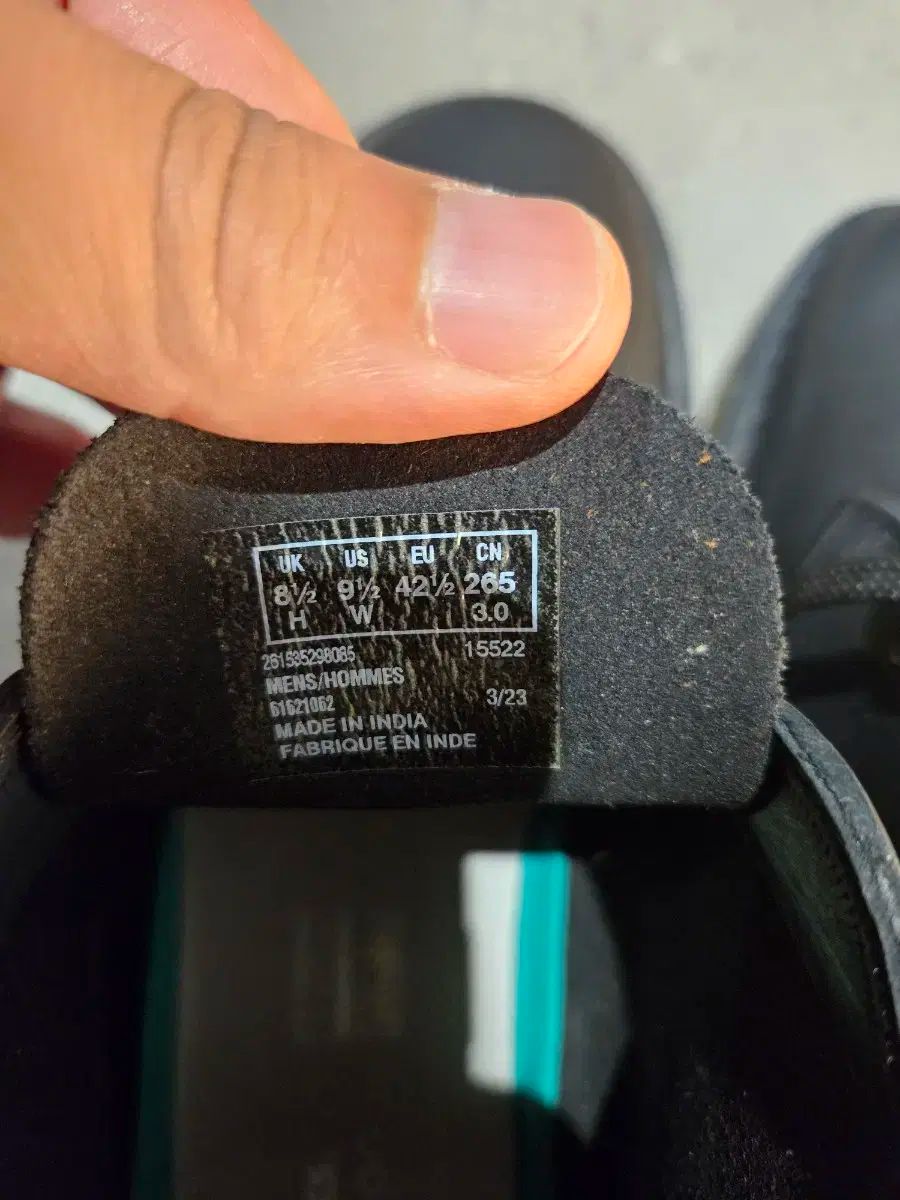 UK US EU CN
8½ 9½ 42½ 265
H W 3.0
261535298085 15522
MENS/HOMMES
61621062 3/23
MADE IN INDIA
FABRIQUE EN INDE